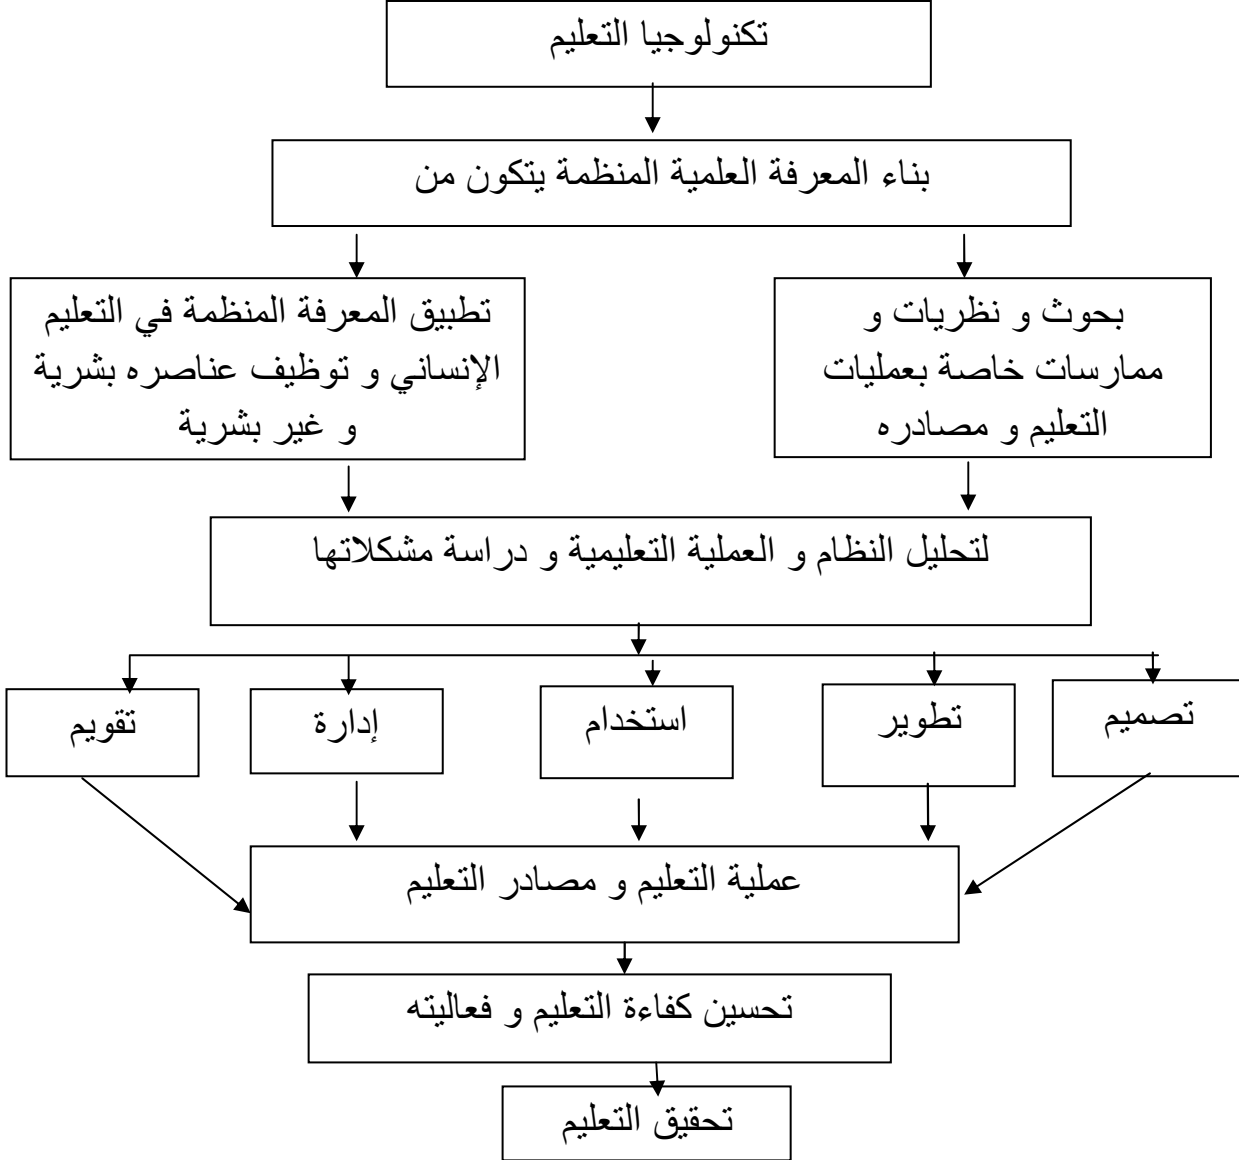 تكنولوجيا التعليم
بناء المعرفة العلمية المنظمة يتكون من
بحوث و نظريات و
ممارسات خاصة بعمليات
التعليم و مصادره
تطبيق المعرفة المنظمة في التعليم
الإنساني و توظيف عناصره بشرية
و غير بشرية
لتحليل النظام و العملية التعليمية و دراسة مشكلاتها
تصميم
تطوير
استخدام
إدارة
تقويم
عملية التعليم و مصادر التعليم
تحسين كفاءة التعليم و فعاليته
تحقيق التعليم